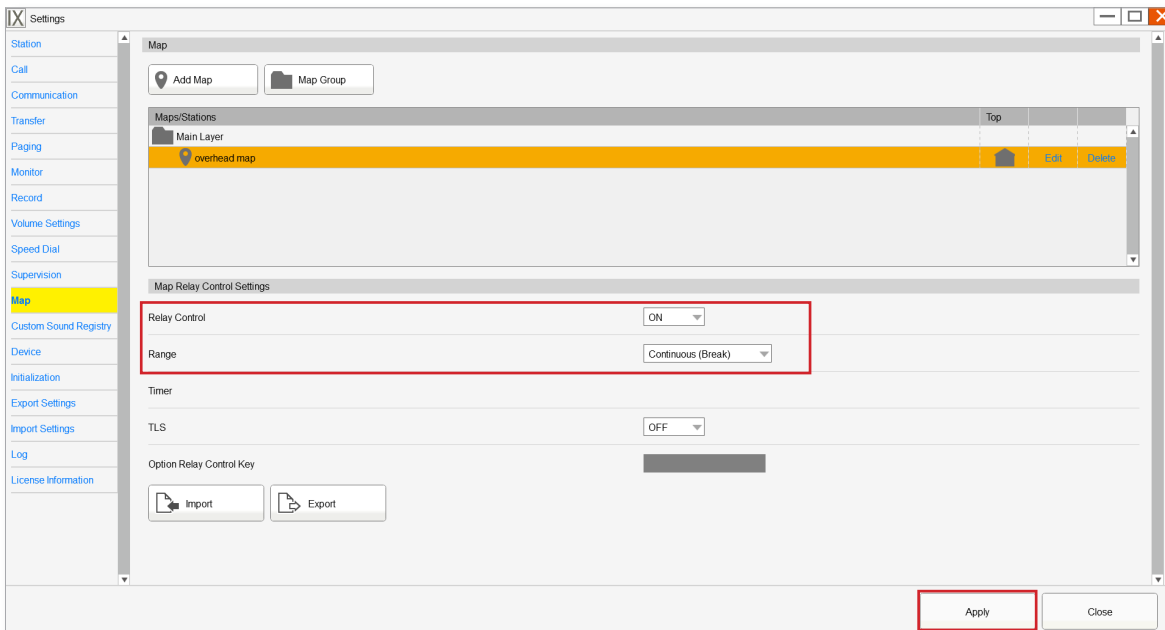 IX Settings
Station
Call
Communication
Transfer
Paging
Monitor
Record
Volume Settings
Speed Dial
Supervision
Map
Custom Sound Registry
Device
Initialization
Export Settings
Import Settings
Log
License Information
Map
Add Map
Map Group
Maps/Stations Top
Main Layer
overhead map Edit Delete
Map Relay Control Settings
Relay Control ON
Range Continuous (Break)
Timer
TLS OFF
Option Relay Control Key
Import
Export
Apply
Close